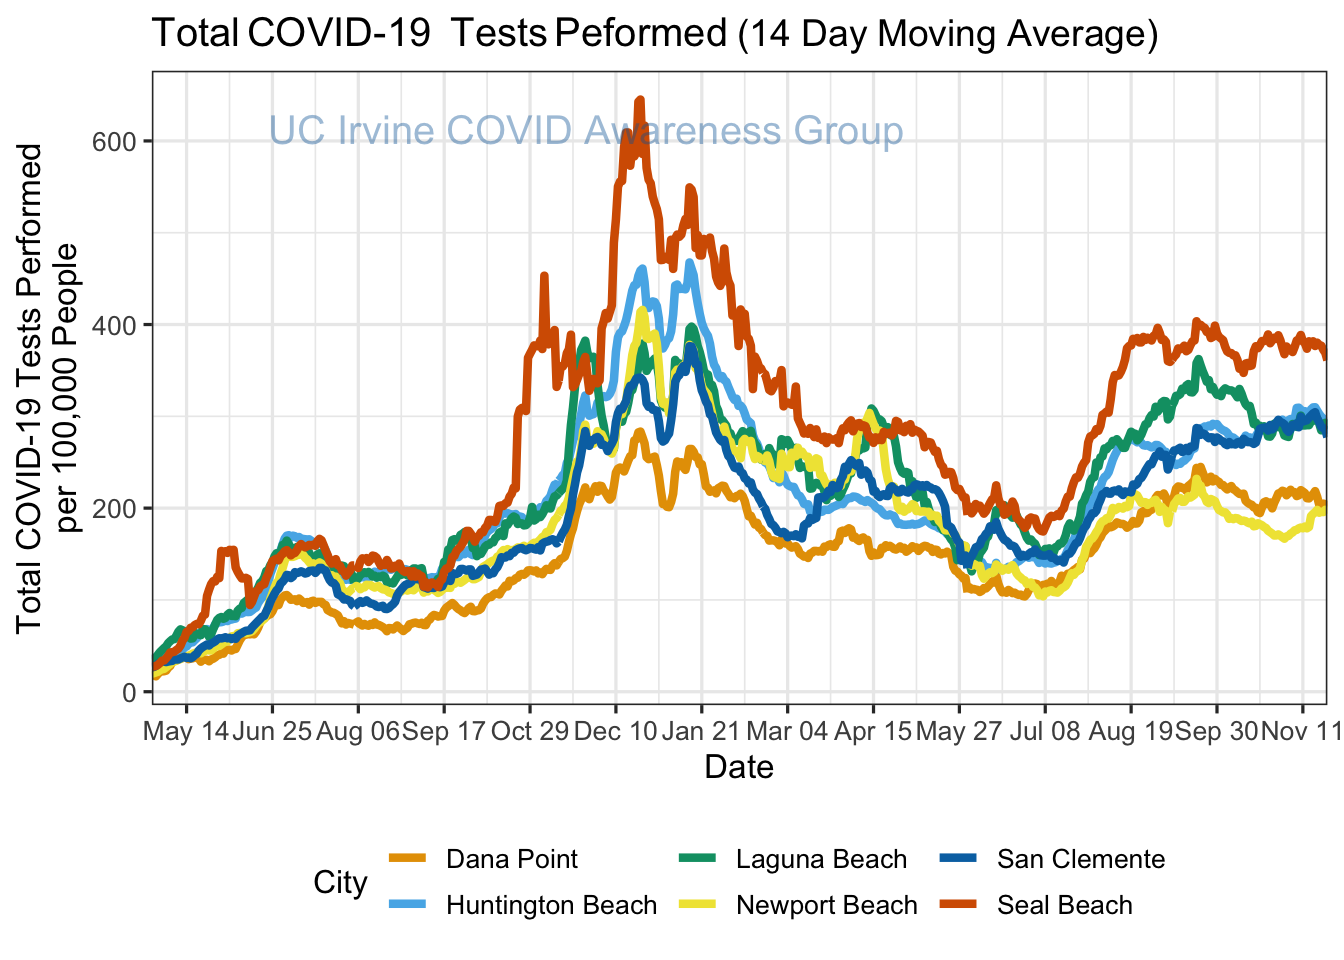 Total COVID-19  Tests Peformed (14 Day Moving Average)
UC Irvine COVID Awareness Group
Total COVID-19 Tests Performed
per 100,000 People
600
400
200
0
May 14 Jun 25 Aug 06 Sep 17 Oct 29 Dec 10 Jan 21 Mar 04 Apr 15 May 27 Jul 08 Aug 19 Sep 30 Nov 11
Date
City
Dana Point Laguna Beach San Clemente
Huntington Beach Newport Beach Seal Beach